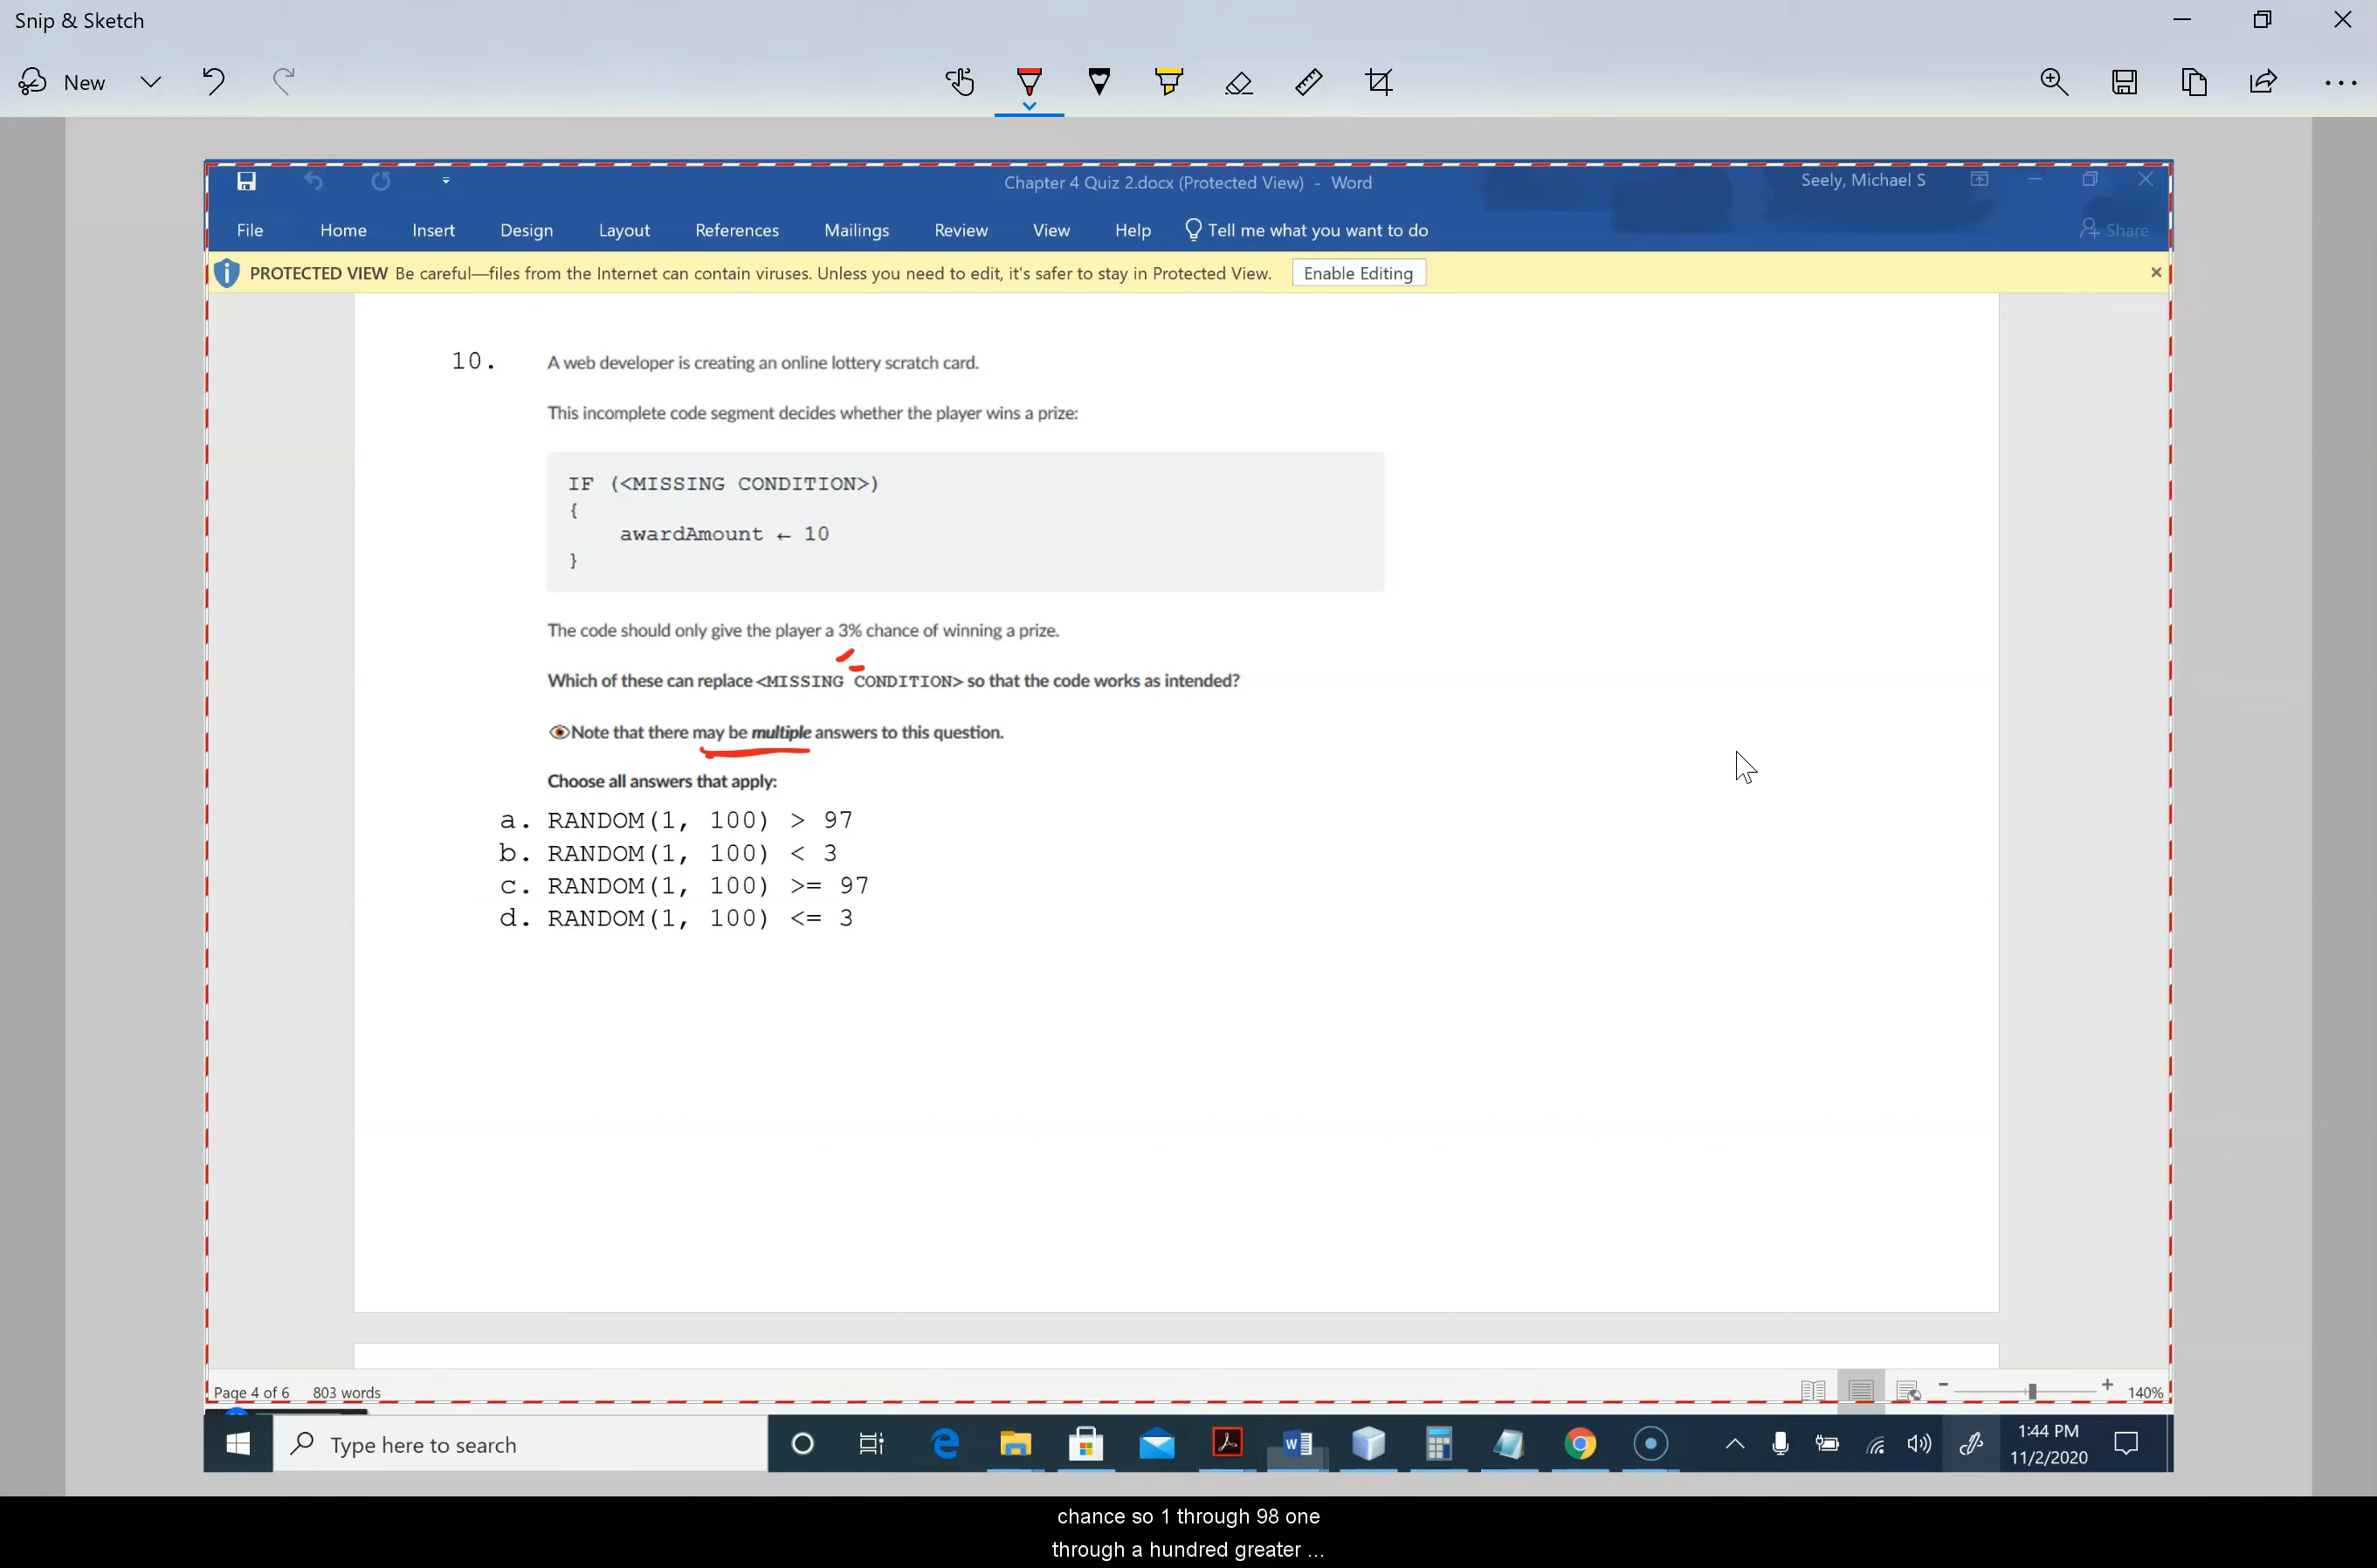 Snip & Sketch
New
Chapter 4 Quiz 2.docx (Protected View) - Word
Seely, Michael S
File Home Insert Design Layout References Mailings Review View Help Tell me what you want to do Share
PROTECTED VIEW Be careful—files from the Internet can contain viruses. Unless you need to edit, it's safer to stay in Protected View. Enable Editing
10. A web developer is creating an online lottery scratch card.
This incomplete code segment decides whether the player wins a prize:
IF (<MISSING CONDITION>)
{
awardAmount ← 10
}
The code should only give the player a 3% chance of winning a prize.
Which of these can replace <MISSING CONDITION> so that the code works as intended?
Note that there may be multiple answers to this question.
Choose all answers that apply:
a. RANDOM(1, 100) > 97
b. RANDOM(1, 100) < 3
c. RANDOM(1, 100) >= 97
d. RANDOM(1, 100) <= 3
Page 4 of 6 803 words
140%
Type here to search
1:44 PM
11/2/2020
chance so 1 through 98 one
through a hundred greater ...